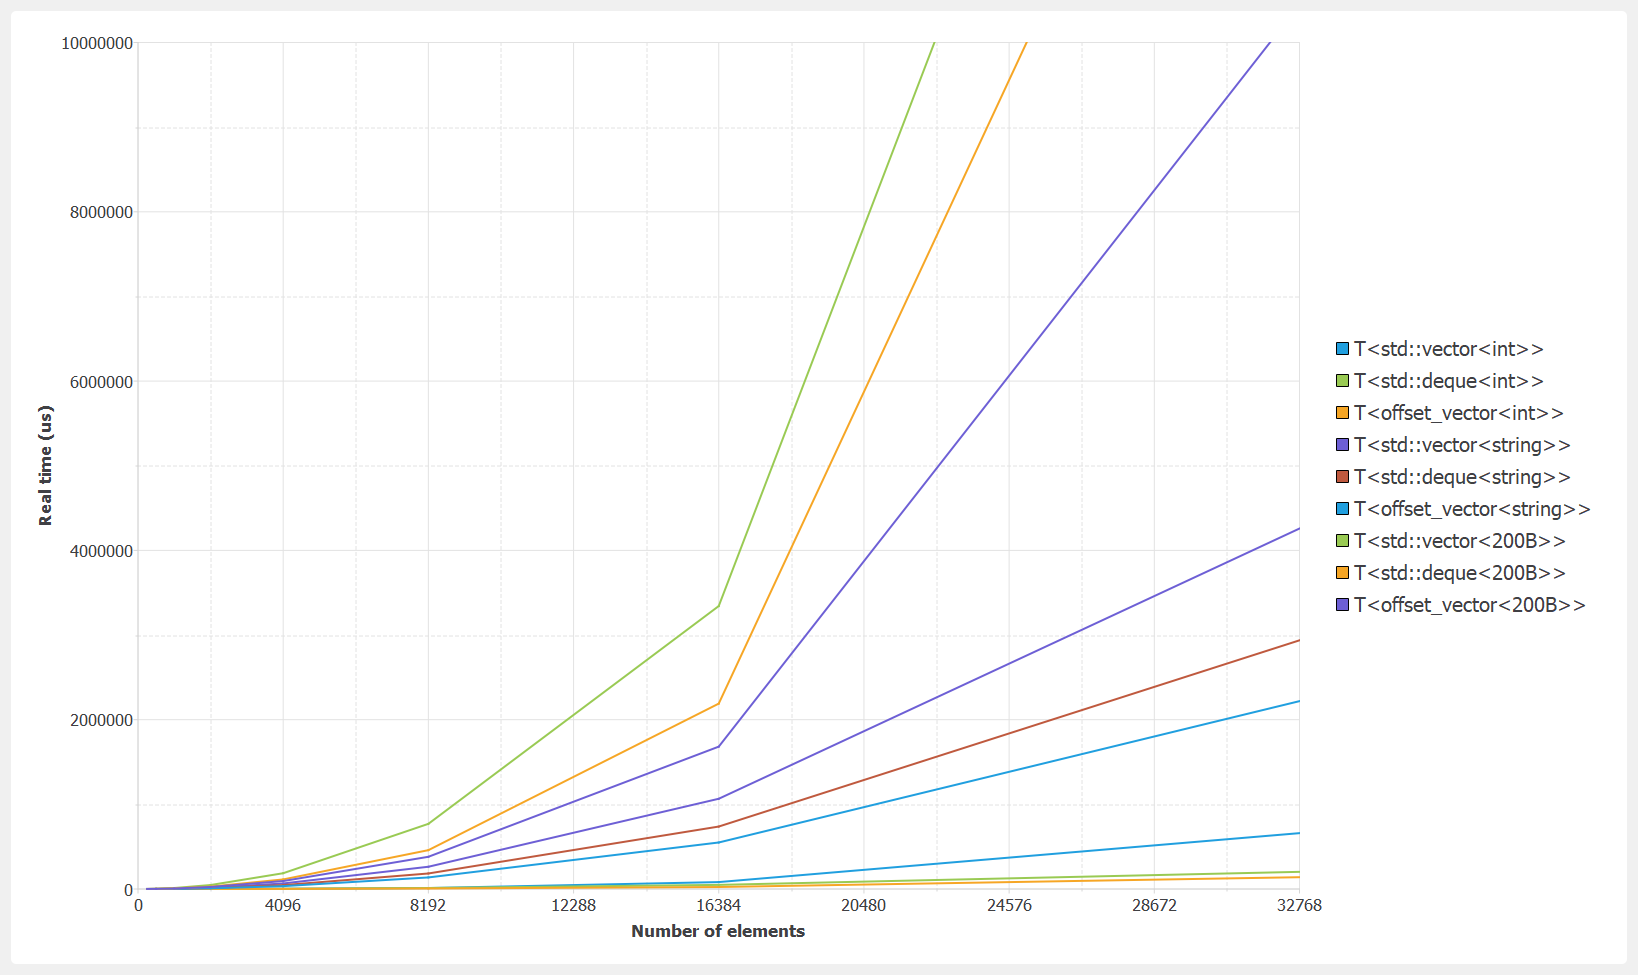 10000000
8000000
6000000
4000000
2000000
0
Real time (us)
0 4096 8192 12288 16384 20480 24576 28672 32768
Number of elements
T<std::vector<int>>
T<std::deque<int>>
T<offset_vector<int>>
T<std::vector<string>>
T<std::deque<string>>
T<offset_vector<string>>
T<std::vector<200B>>
T<std::deque<200B>>
T<offset_vector<200B>>